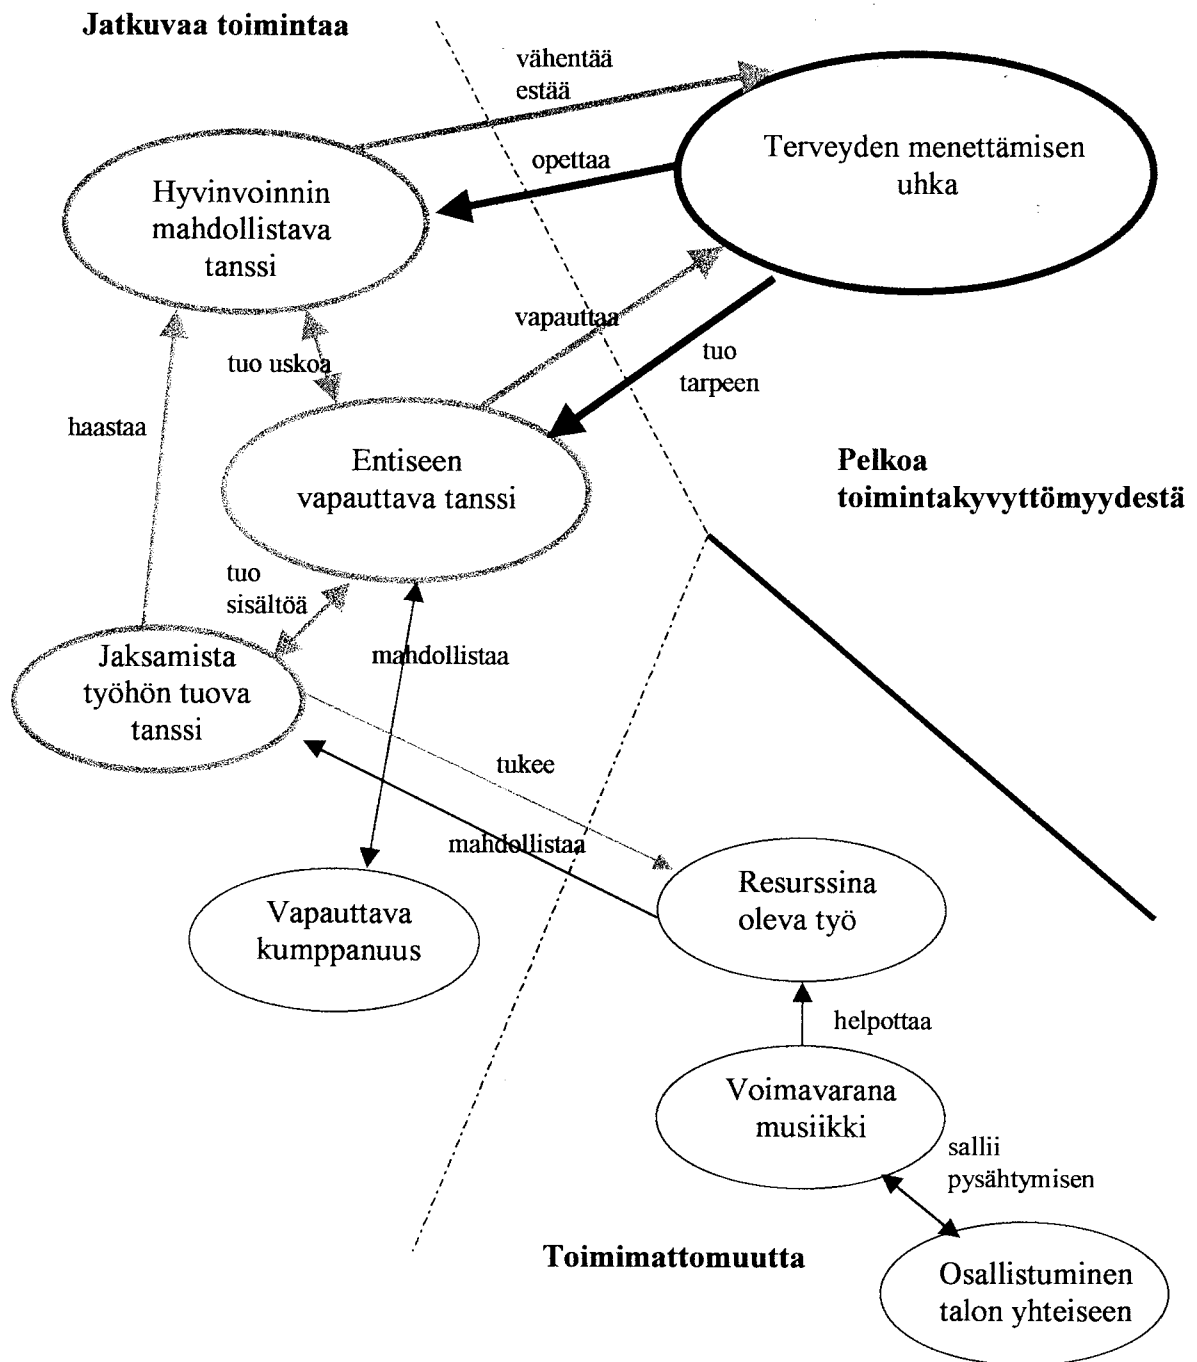 Jatkuvaa toimintaa
vähentää
estää
Terveyden menettämisen
uhka
opettaa
Hyvinvoinnin
mahdollistava
tanssi
vapauttaa
tuo
tarpeen
tuo uskoa
haastaa
Entiseen
vapauttava tanssi
Pelkoa
toimintakyvyttömyydestä
tuo
sisältöä
mahdollistaa
Jaksamista
työhön tuova
tanssi
tukee
mahdollistaa
Resurssina
oleva työ
Vapauttava
kumppanuus
helpottaa
Voimavarana
musiikki
sallii
pysähtymisen
Toimimattomuutta
Osallistuminen
talon yhteiseen